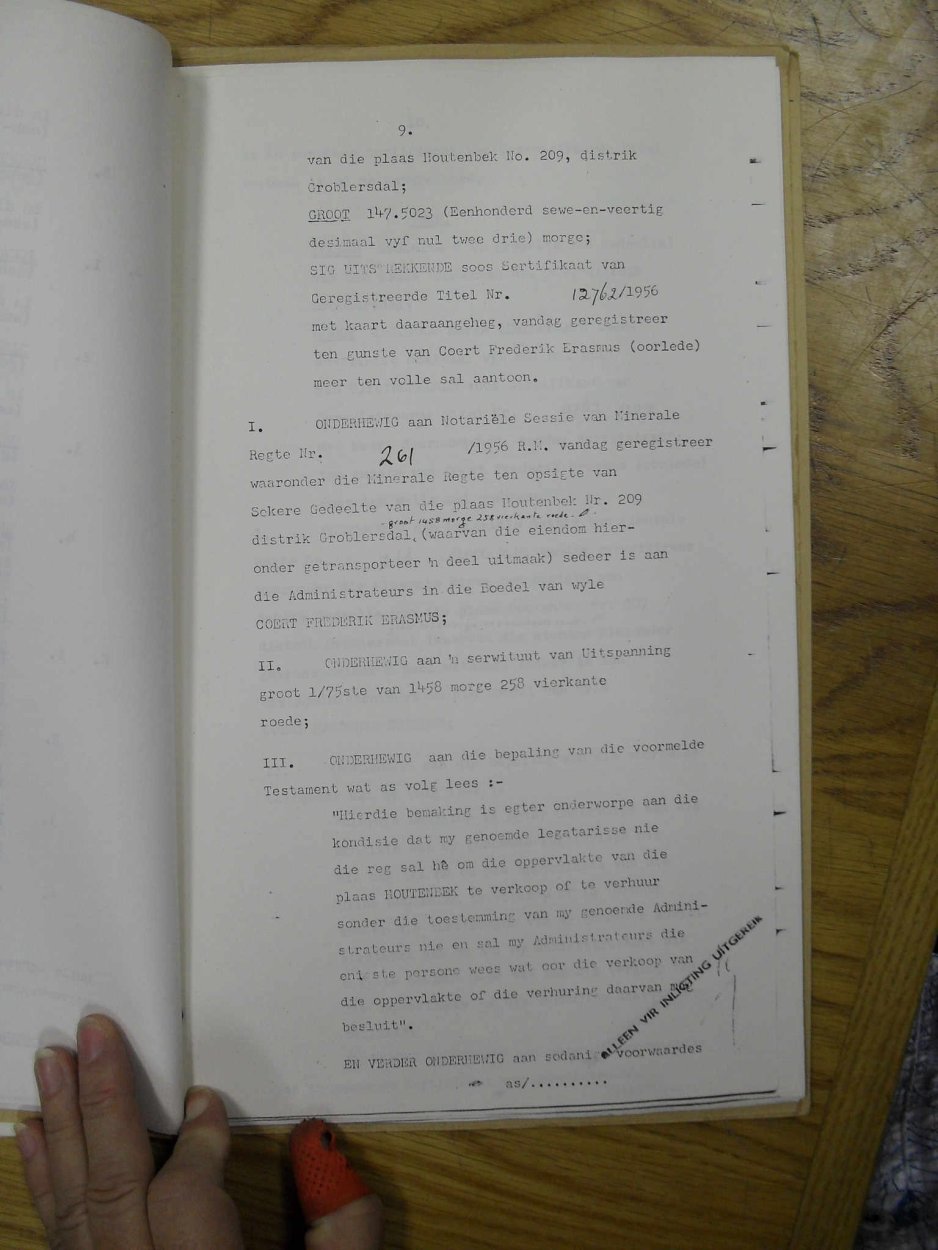 9.
van die plaas Houtenbek No. 209, distrik
Groblersdal;
GROOT 147.5023 (Eenhonderd sewe-en-veertig
desimaal vyf nul twee drie) morge;
SIG UITSTREKKENDE soos Sertifikaat van
Geregistreerde Titel Nr. 12762/1956
met kaart daaraangeheg, vandag geregistreer
ten gunste van Coert Frederik Erasmus (oorlede)
meer ten volle sal aantoon.
I. ONDERHEWIG aan Notariële Sessie van Minerale
Regte Nr. 261 /1956 R.M. vandag geregistreer
waaronder die Minerale Regte ten opsigte van
Sekere Gedeelte van die plaas Houtenbek Nr. 209
- groot 1458 morge 258 vierkante roede -
distrik Groblersdal, (waarvan die eiendom hier-
onder getransporteer 'n deel uitmaak) sedeer is aan
die Administrateurs in die Boedel van wyle
COERT FREDERIK ERASMUS;
II. ONDERHEWIG aan 'n serwituut van Uitspanning
groot 1/75ste van 1458 morge 258 vierkante
roede;
III. ONDERHEWIG aan die bepaling van die voormelde
Testament wat as volg lees :-
"Hierdie bemaking is egter onderworpe aan die
kondisie dat my genoemde legatarisse nie
die reg sal hê om die oppervlakte van die
plaas HOUTENBEK te verkoop of te verhuur
sonder die toestemming van my genoemde Admini-
strateurs nie en sal my Administrateurs die
enigste persone wees wat oor die verkoop van
die oppervlakte of die verhuring daarvan mag
besluit".
ALLEEN VIR INLIGTING UITGEREIK
EN VERDER ONDERHEWIG aan sodanige voorwaardes
as/..........